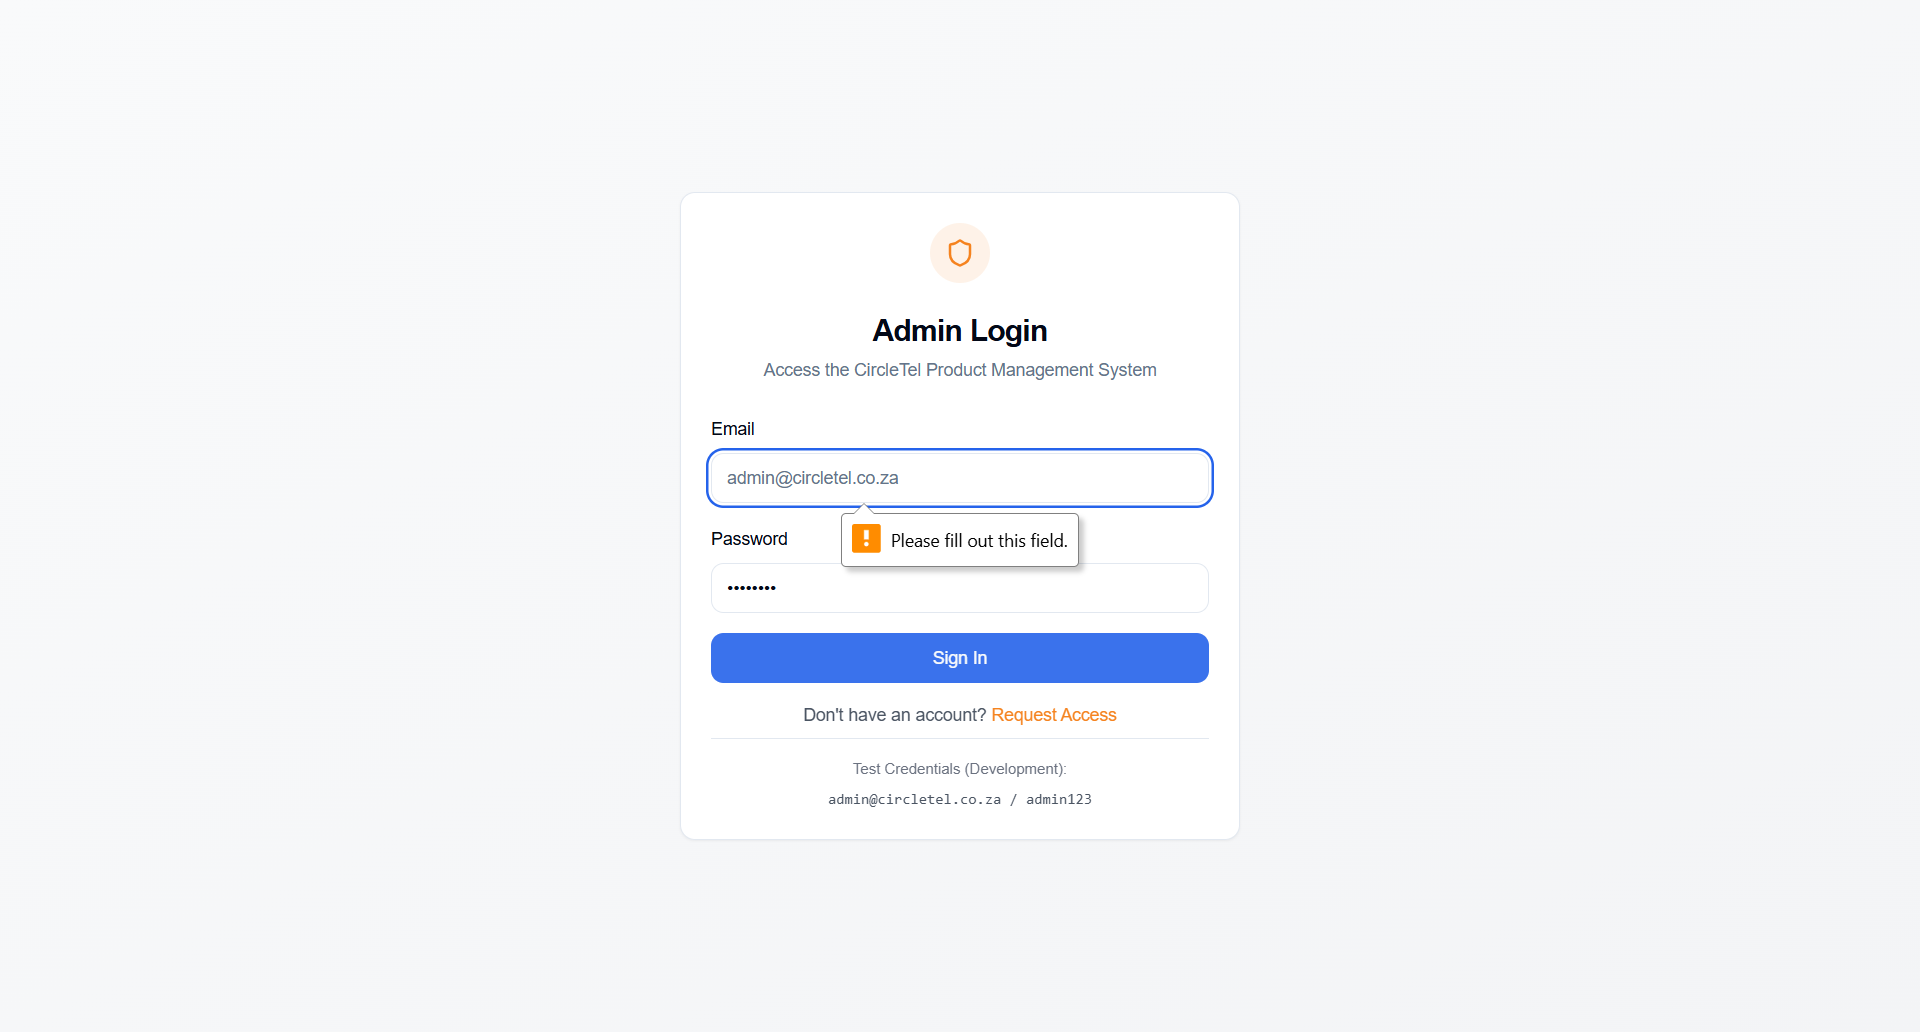 Admin Login
Access the CircleTel Product Management System
Email
admin@circletel.co.za
Please fill out this field.
Password
••••••••
Sign In
Don't have an account? Request Access
Test Credentials (Development):
admin@circletel.co.za / admin123